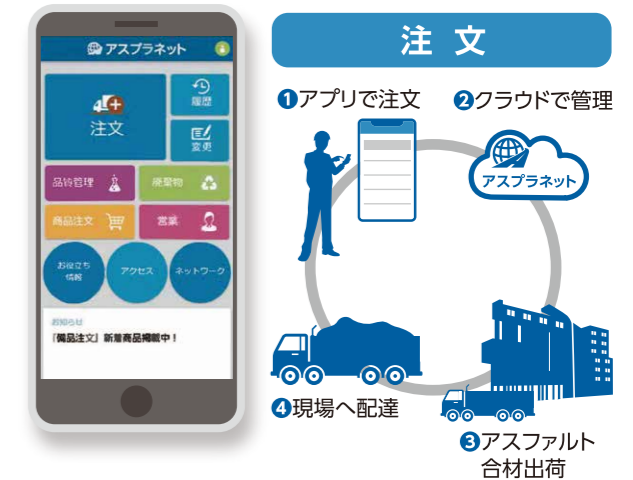 アスプラネット
注文
履歴
変更
品質管理
廃棄物
商品注文
営業
お役立ち
情報
アクセス
ネットワーク
お知らせ
「備品注文」新着商品掲載中！
注文
❶アプリで注文
❷クラウドで管理
アスプラネット
❹現場へ配達
❸アスファルト
合材出荷